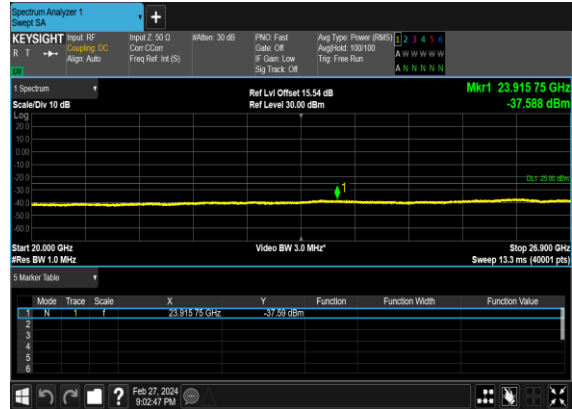 Spectrum Analyzer 1
Swept SA
+
KEYSIGHT Input: RF Input Z: 50 Ω #Atten: 30 dB PNO: Fast Avg Type: Power (RMS) 1 2 3 4 5 6
R T Coupling: DC Corr CCorr Gate: Off Avg|Hold: 100/100 A W W W W W
Align: Auto Freq Ref: Int (S) IF Gain: Low Trig: Free Run
Sig Track: Off A N N N N N
1 Spectrum Ref Lvl Offset 15.54 dB Mkr1 23.915 75 GHz
Scale/Div 10 dB Ref Level 30.00 dBm -37.588 dBm
Log
20.0
10.0
0.00
-10.0
-20.0
DL1 -25.00 dBm
-30.0
1
-40.0
-50.0
-60.0
Start 20.000 GHz Video BW 3.0 MHz* Stop 26.900 GHz
#Res BW 1.0 MHz Sweep 13.3 ms (40001 pts)
5 Marker Table
Mode Trace Scale X Y Function Function Width Function Value
1 N 1 f 23.915 75 GHz -37.59 dBm
2
3
4
5
6
? Feb 27, 2024
9:02:47 PM